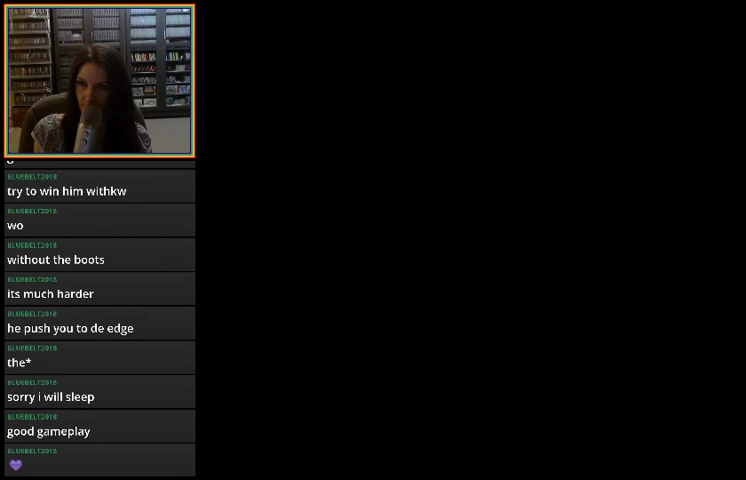 BLUEBELT2018
try to win him withkw
BLUEBELT2018
wo
BLUEBELT2018
without the boots
BLUEBELT2018
its much harder
BLUEBELT2018
he push you to de edge
BLUEBELT2018
the*
BLUEBELT2018
sorry i will sleep
BLUEBELT2018
good gameplay
BLUEBELT2018
💜